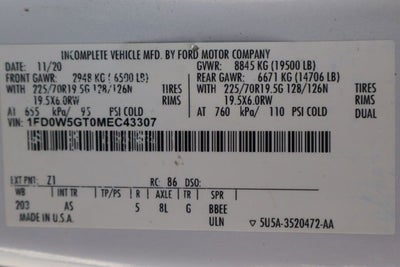 INCOMPLETE VEHICLE MFD. BY FORD MOTOR COMPANY
DATE: 11/20 GVWR: 8845 KG (19500 LB)
FRONT GAWR: 2948 KG (6500 LB) REAR GAWR: 6671 KG (14706 LB)
WITH 225/70R19.5G 128/126N TIRES WITH 225/70R19.5G 128/126N TIRES
19.5X6.0RW RIMS 19.5X6.0RW RIMS
AT 655 kPa/ 95 PSI COLD AT 760 kPa/ 110 PSI COLD DUAL
VIN: 1FD0W5GT0MEC43307
EXT PNT: Z1 RC: 86 DSO:
WB INT TR TP/PS R AXLE TR SPR
203 AS 5 8L G BBEE
MADE IN U.S.A. ULN 5U5A-3520472-AA